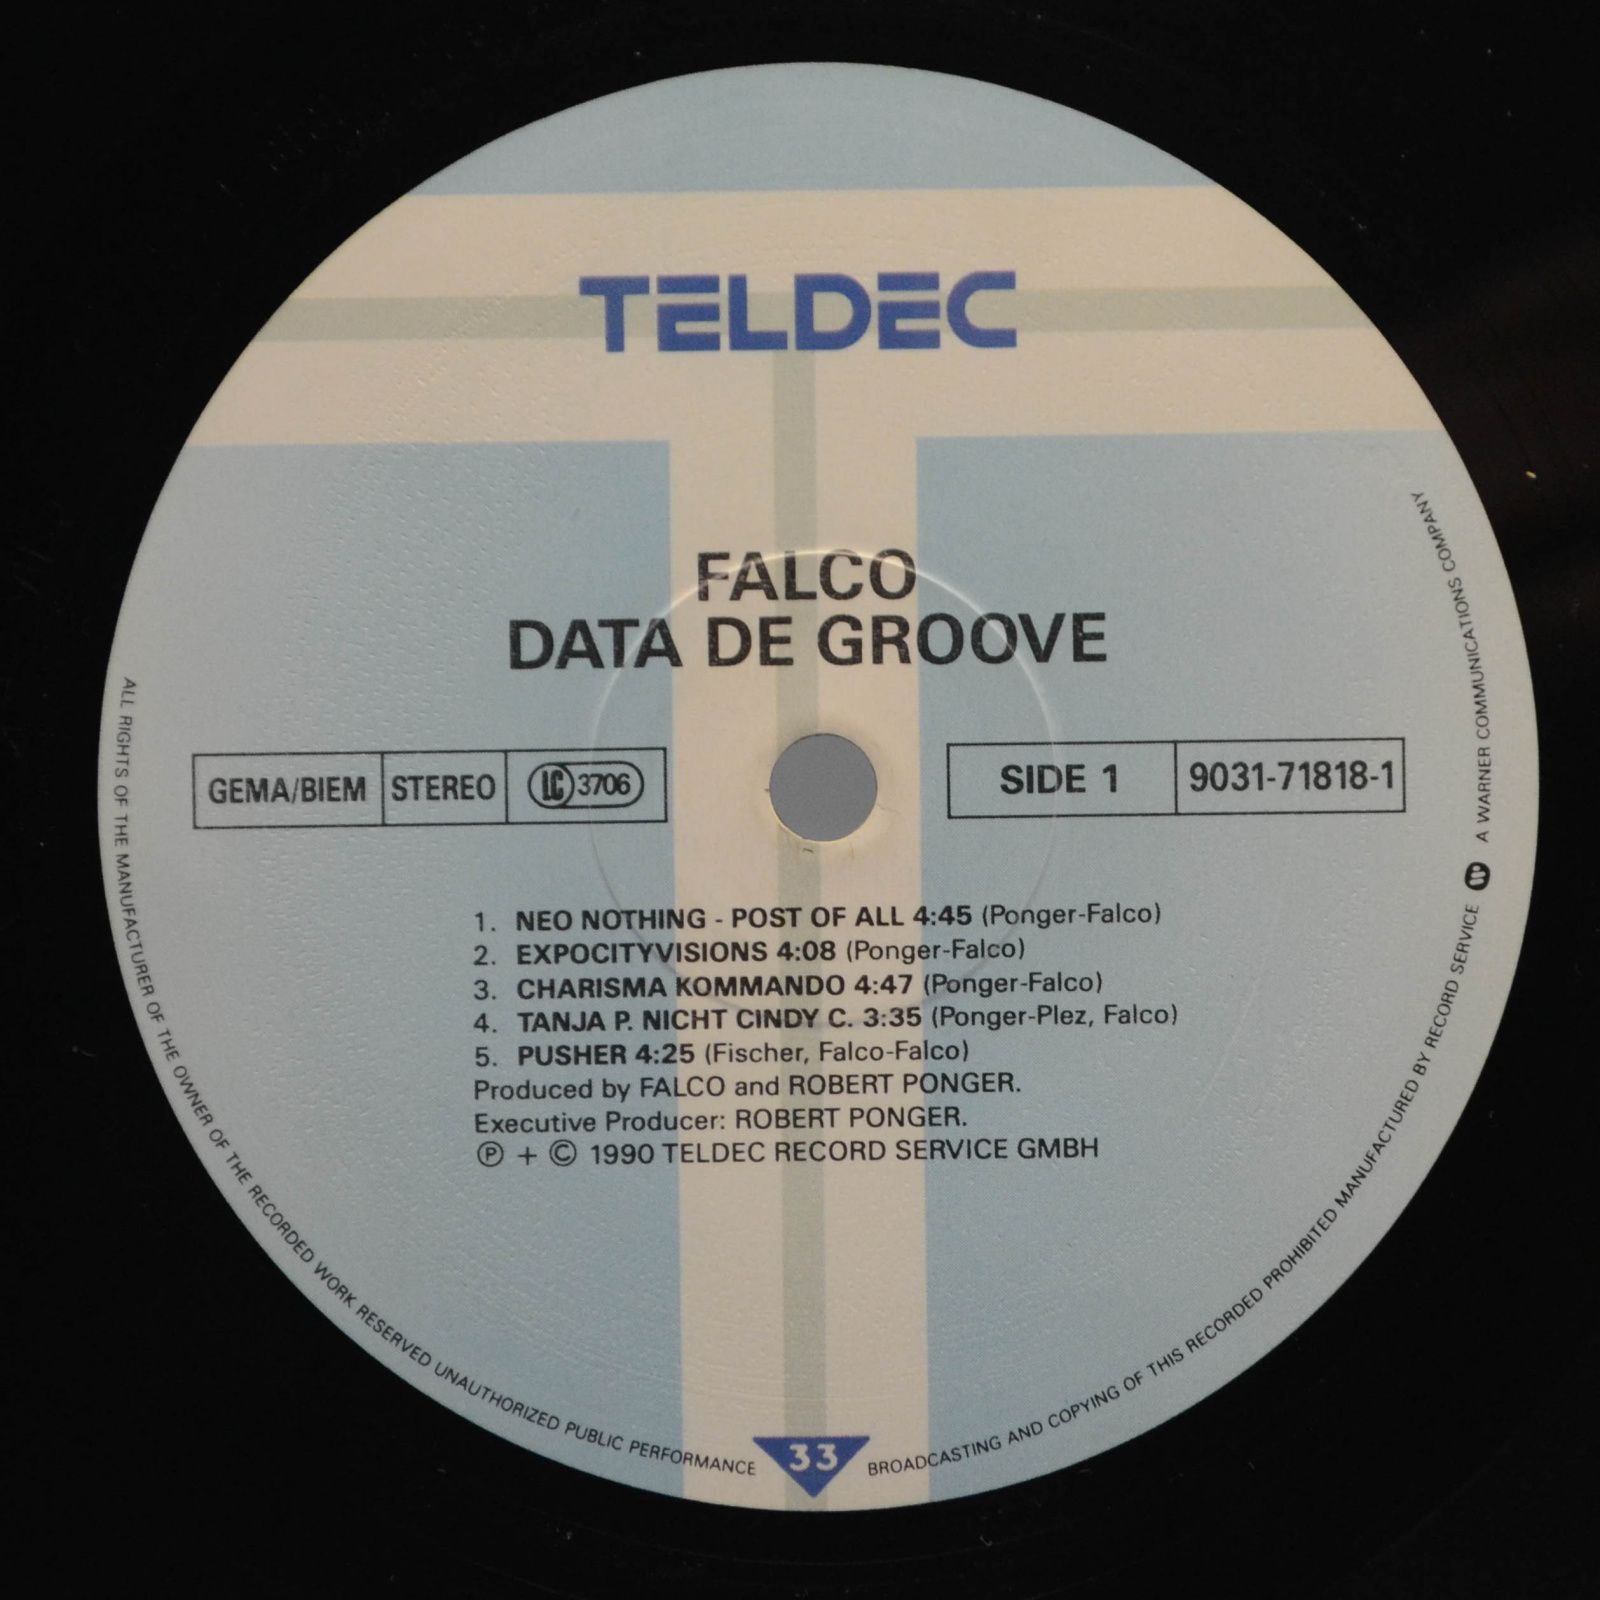 TELDEC
FALCO
DATA DE GROOVE
GEMA/BIEM STEREO LC 3706
SIDE 1 9031-71818-1
1. NEO NOTHING - POST OF ALL 4:45 (Ponger-Falco)
2. EXPOCITYVISIONS 4:08 (Ponger-Falco)
3. CHARISMA KOMMANDO 4:47 (Ponger-Falco)
4. TANJA P. NICHT CINDY C. 3:35 (Ponger-Plez, Falco)
5. PUSHER 4:25 (Fischer, Falco-Falco)
Produced by FALCO and ROBERT PONGER.
Executive Producer: ROBERT PONGER.
Ⓟ + © 1990 TELDEC RECORD SERVICE GMBH
33
ALL RIGHTS OF THE MANUFACTURER OF THE OWNER OF THE RECORDED WORK RESERVED UNAUTHORIZED PUBLIC PERFORMANCE BROADCASTING AND COPYING OF THIS RECORDED PROHIBITED MANUFACTURED BY RECORD SERVICE A WARNER COMMUNICATIONS COMPANY